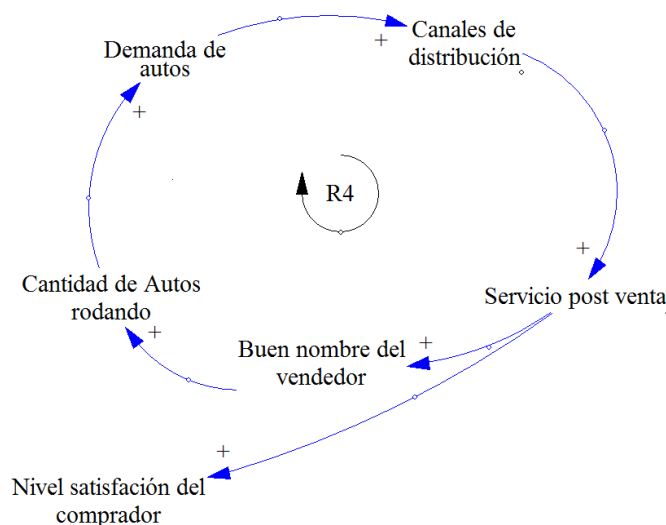 Demanda de
autos
+
Canales de
distribución
+
R4
+
Servicio post venta
Cantidad de Autos
rodando
+
Buen nombre del
vendedor
+
+
Nivel satisfacción del
comprador